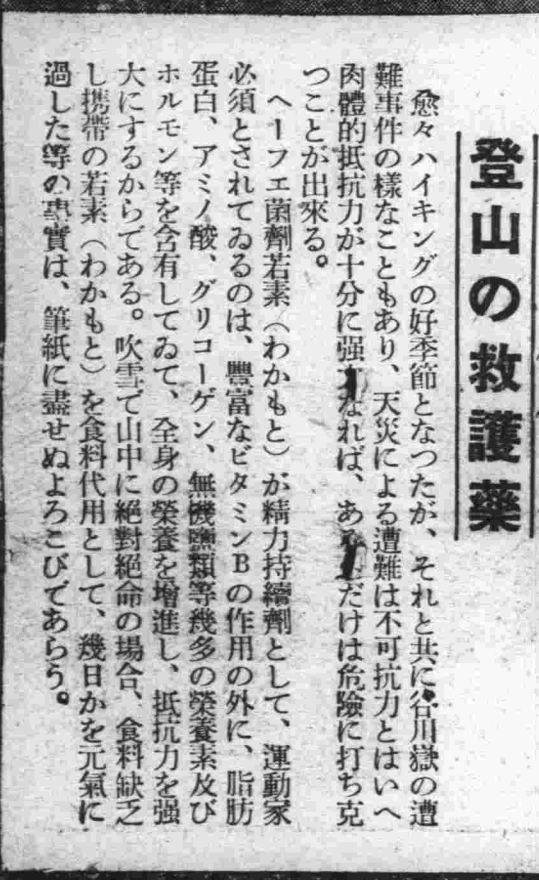 登山の救護藥
愈々ハイキングの好季節となつたが、それと共に谷川嶽の遭
難事件の樣なこともあり、天災による遭難は不可抗力とはいへ
肉體的抵抗力が十分に强なれば、あだけは危險に打ち克
つことが出來る。
ヘーフエ菌劑若素（わかもと）が精力持續劑として、運動家
必須とされてゐるのは、豐富なビタミンBの作用の外に、脂肪
蛋白、アミノ酸、グリコーゲン、無機鹽類等幾多の榮養素及び
ホルモン等を含有してゐて、全身の榮養を增進し、抵抗力を强
大にするからである。吹雪で山中に絕對絕命の場合、食料缺乏
し携帶の若素（わかもと）を食料代用として、幾日かを元氣に
過した等の事實は、筆紙に盡せぬよろこびであらう。